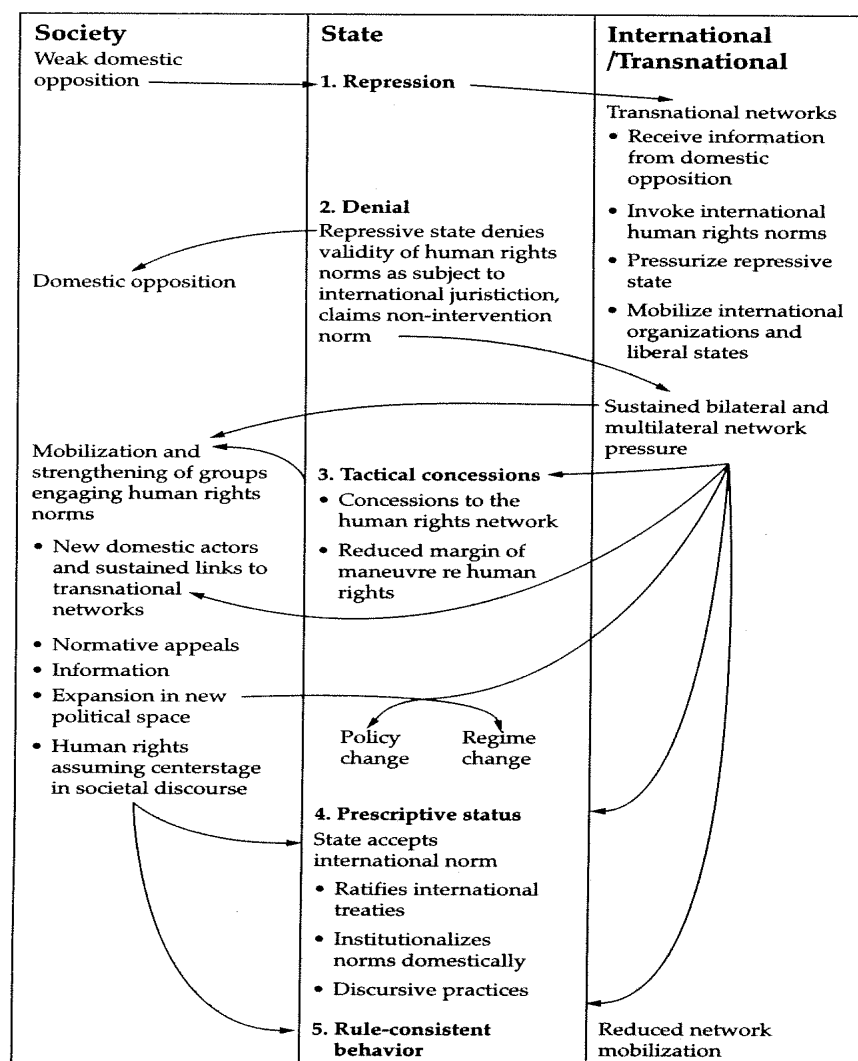 Society
Weak domestic
opposition
State
1. Repression
International
/Transnational
Transnational networks
• Receive information
from domestic
opposition
• Invoke international
human rights norms
• Pressurize repressive
state
• Mobilize international
organizations and
liberal states
2. Denial
Repressive state denies
validity of human rights
norms as subject to
international juristiction,
claims non-intervention
norm
Domestic opposition
Sustained bilateral and
multilateral network
pressure
Mobilization and
strengthening of groups
engaging human rights
norms
• New domestic actors
and sustained links to
transnational
networks
• Normative appeals
• Information
• Expansion in new
political space
• Human rights
assuming centerstage
in societal discourse
3. Tactical concessions
• Concessions to the
human rights network
• Reduced margin of
maneuvre re human
rights
Policy
change
Regime
change
4. Prescriptive status
State accepts
international norm
• Ratifies international
treaties
• Institutionalizes
norms domestically
• Discursive practices
5. Rule-consistent
behavior
Reduced network
mobilization